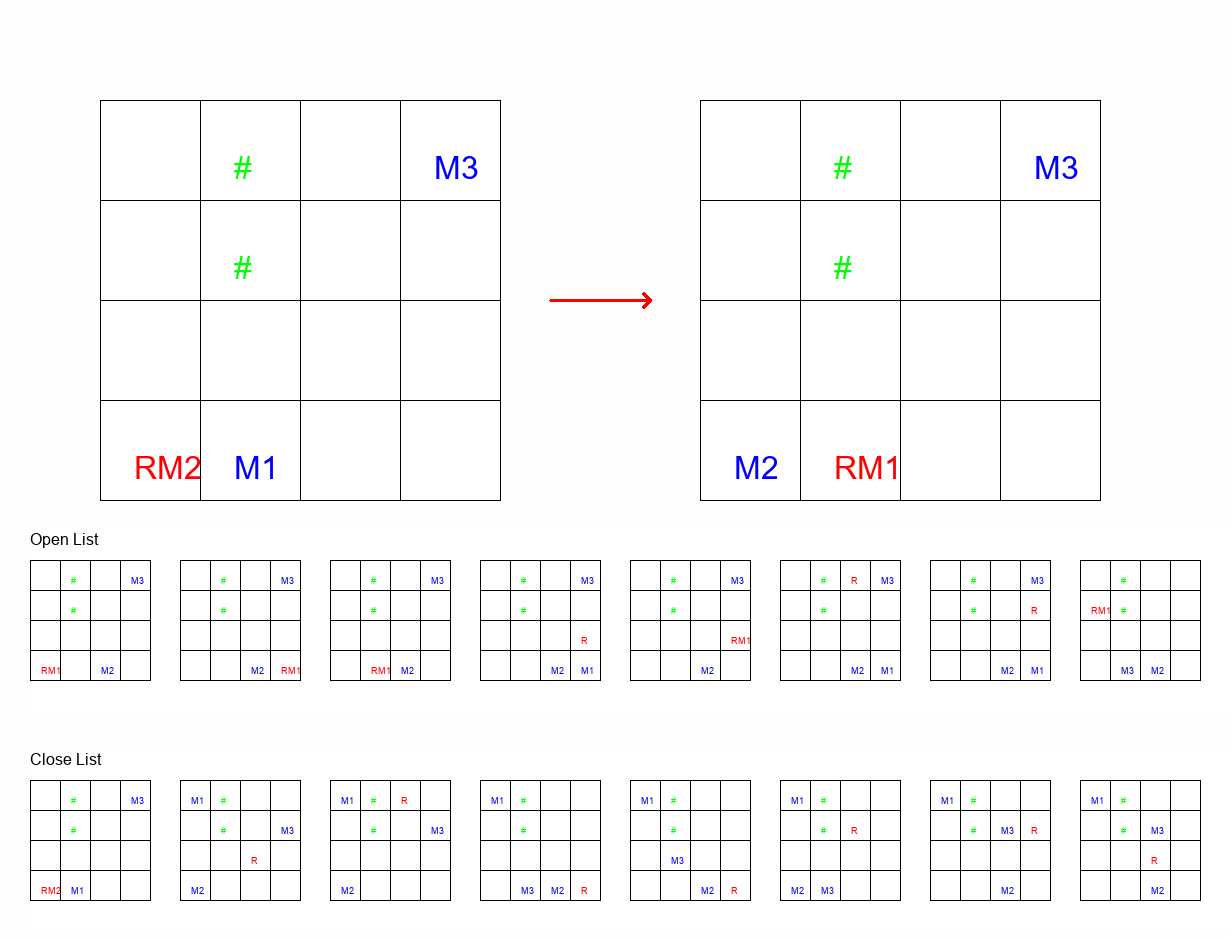 # M3 # M3
# #
RM2 M1 M2 RM1
Open List
# M3 # M3 # M3 # M3 # M3 # R M3 # M3 #
# # # # # # # R RM1 #
R RM1
RM1 M2 M2 RM1 RM1 M2 M2 M1 M2 M2 M1 M2 M1 M3 M2
Close List
# M3 M1 # M1 # R M1 # M1 # M1 # M1 # M1 #
# # M3 # M3 # # # R # M3 R # M3
R M3 R
RM2 M1 M2 M2 M3 M2 R M2 R M2 M3 M2 M2